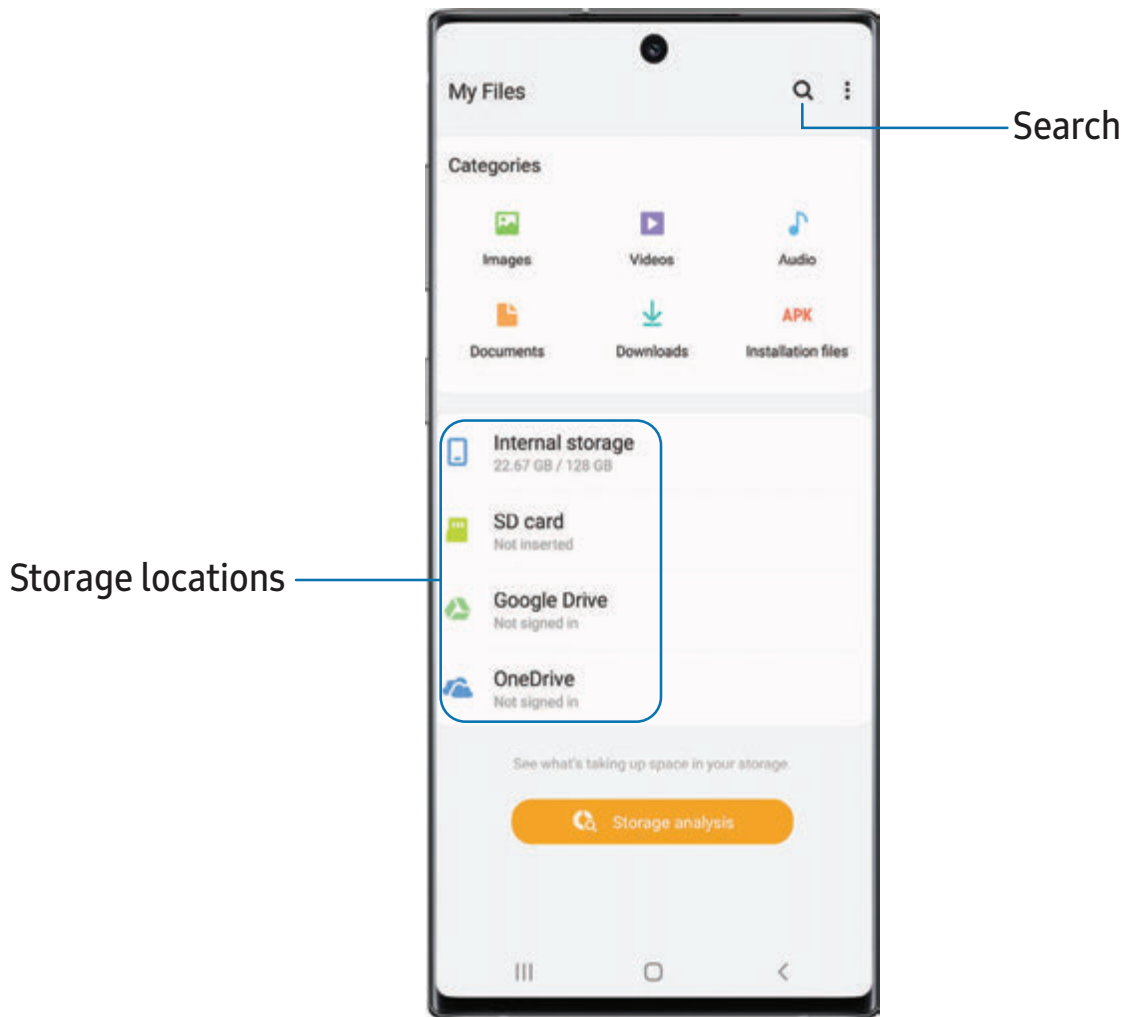 My Files
Search
Categories
Images
Videos
Audio
APK
Documents
Downloads
Installation files
Internal storage
22.67 GB / 128 GB
SD card
Not inserted
Storage locations
Google Drive
Not signed in
OneDrive
Not signed in
See what's taking up space in your storage.
Storage analysis